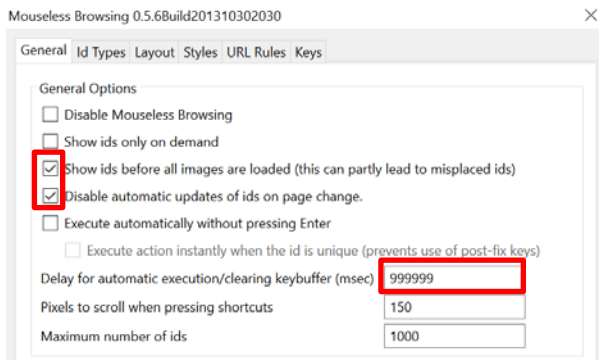 Mouseless Browsing 0.5.6Build201310302030
General Id Types Layout Styles URL Rules Keys
General Options
Disable Mouseless Browsing
Show ids only on demand
Show ids before all images are loaded (this can partly lead to misplaced ids)
Disable automatic updates of ids on page change.
Execute automatically without pressing Enter
Execute action instantly when the id is unique (prevents use of post-fix keys)
Delay for automatic execution/clearing keybuffer (msec) 999999
Pixels to scroll when pressing shortcuts 150
Maximum number of ids 1000